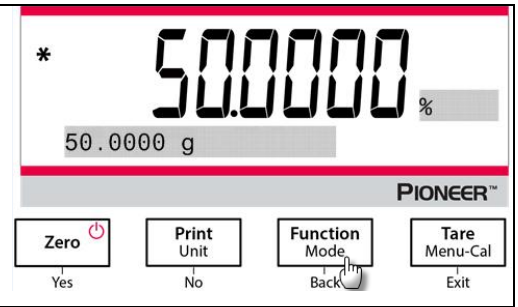 * 50.0000 %
50.0000 g
PIONEER™
Zero Print Function Tare
Unit Mode Menu-Cal
Yes No Back Exit